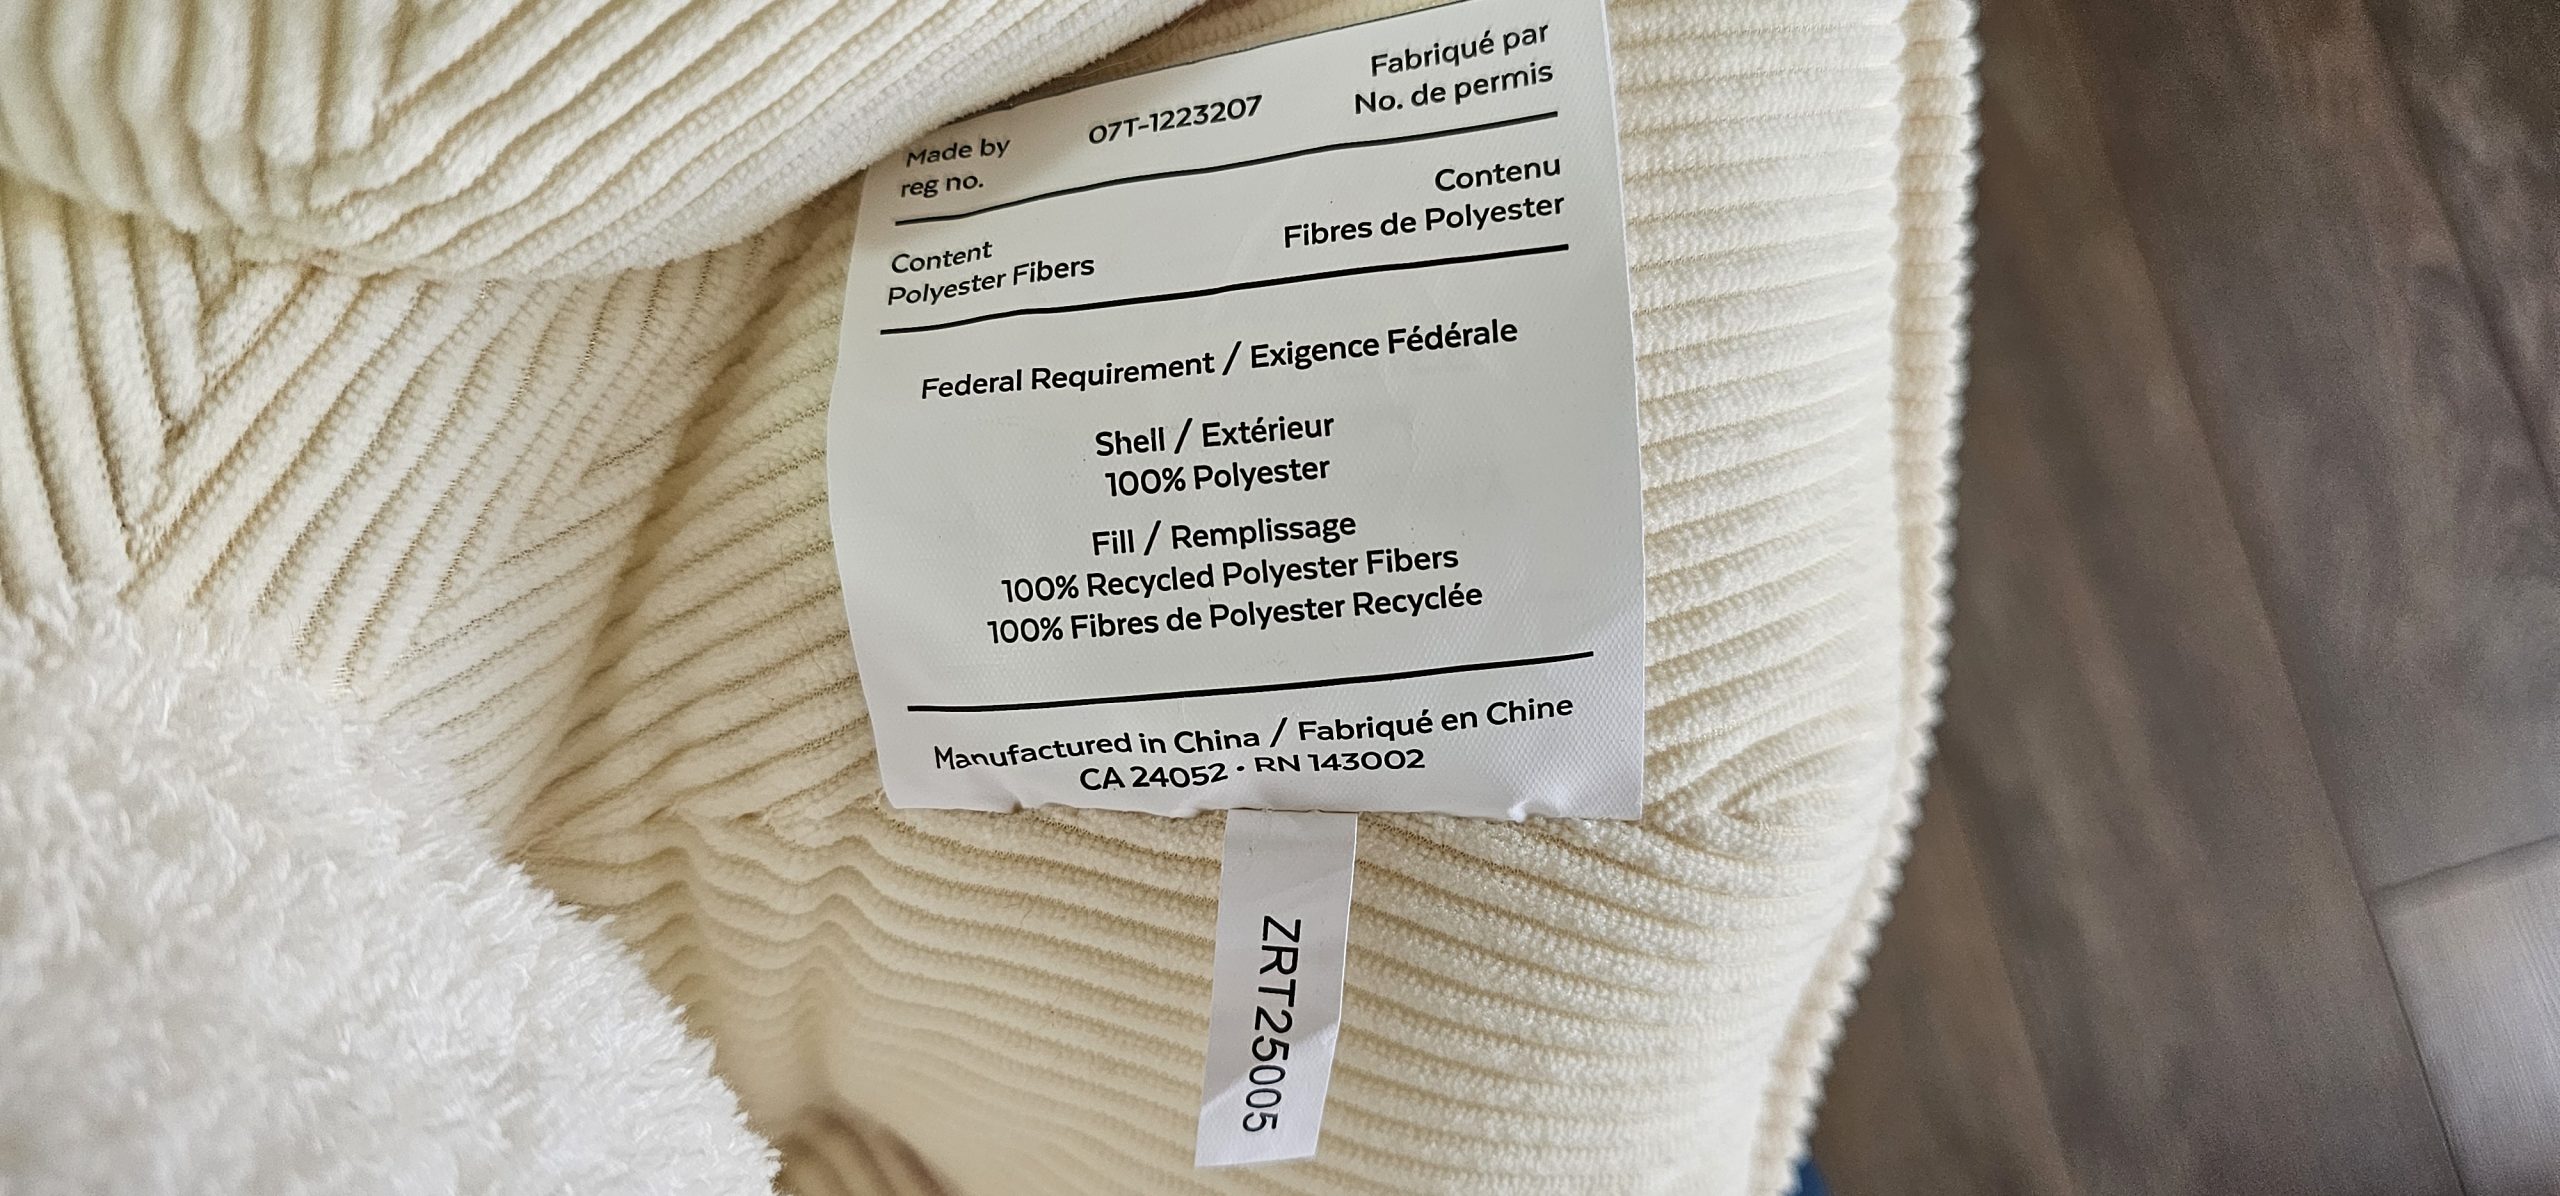 Made by
reg no.
07T-1223207
Fabriqué par
No. de permis
Content
Polyester Fibers
Contenu
Fibres de Polyester
Federal Requirement / Exigence Fédérale
Shell / Extérieur
100% Polyester
Fill / Remplissage
100% Recycled Polyester Fibers
100% Fibres de Polyester Recyclée
Manufactured in China / Fabriqué en Chine
CA 24052 • RN 143002
ZRT25005